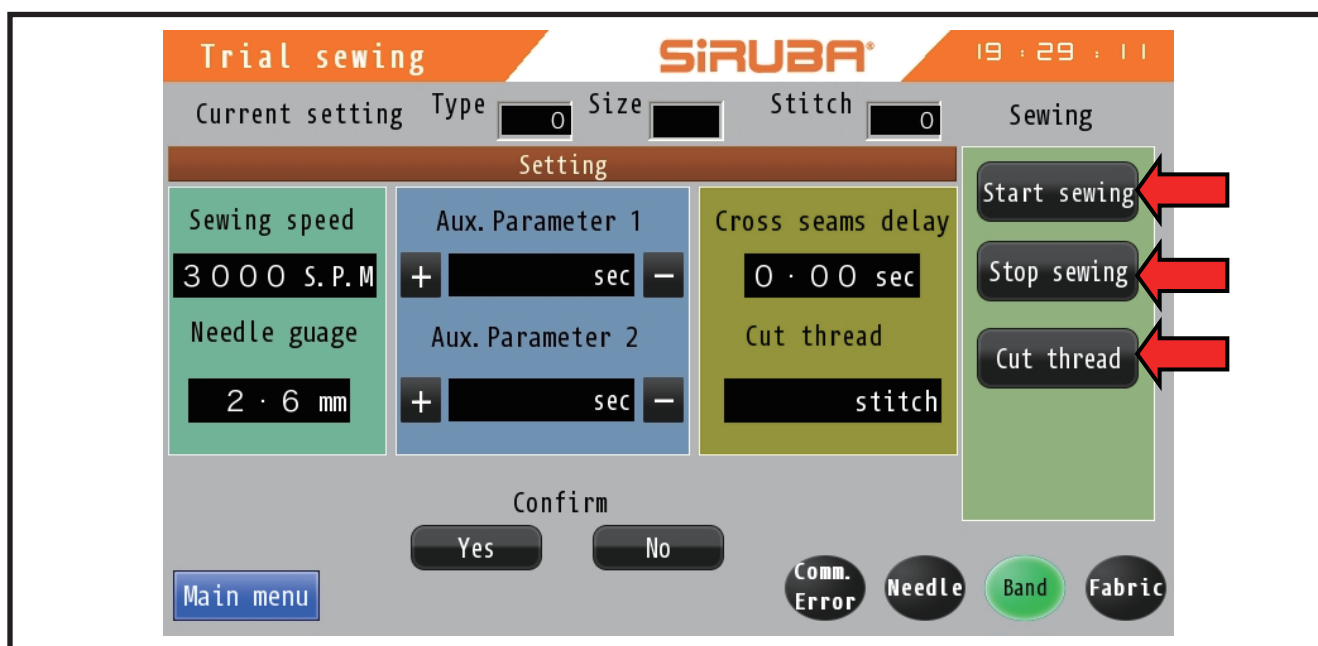 Trial sewing SiRUBA® 19 : 29 : 11
Current setting Type 0 Size Stitch 0 Sewing
Setting
Sewing speed
3000 S.P.M
Needle guage
2·6 mm
Aux. Parameter 1
+ sec −
Aux. Parameter 2
+ sec −
Cross seams delay
0·00 sec
Cut thread
stitch
Start sewing
Stop sewing
Cut thread
Confirm
Yes No
Main menu
Comm.
Error
Needle
Band
Fabric